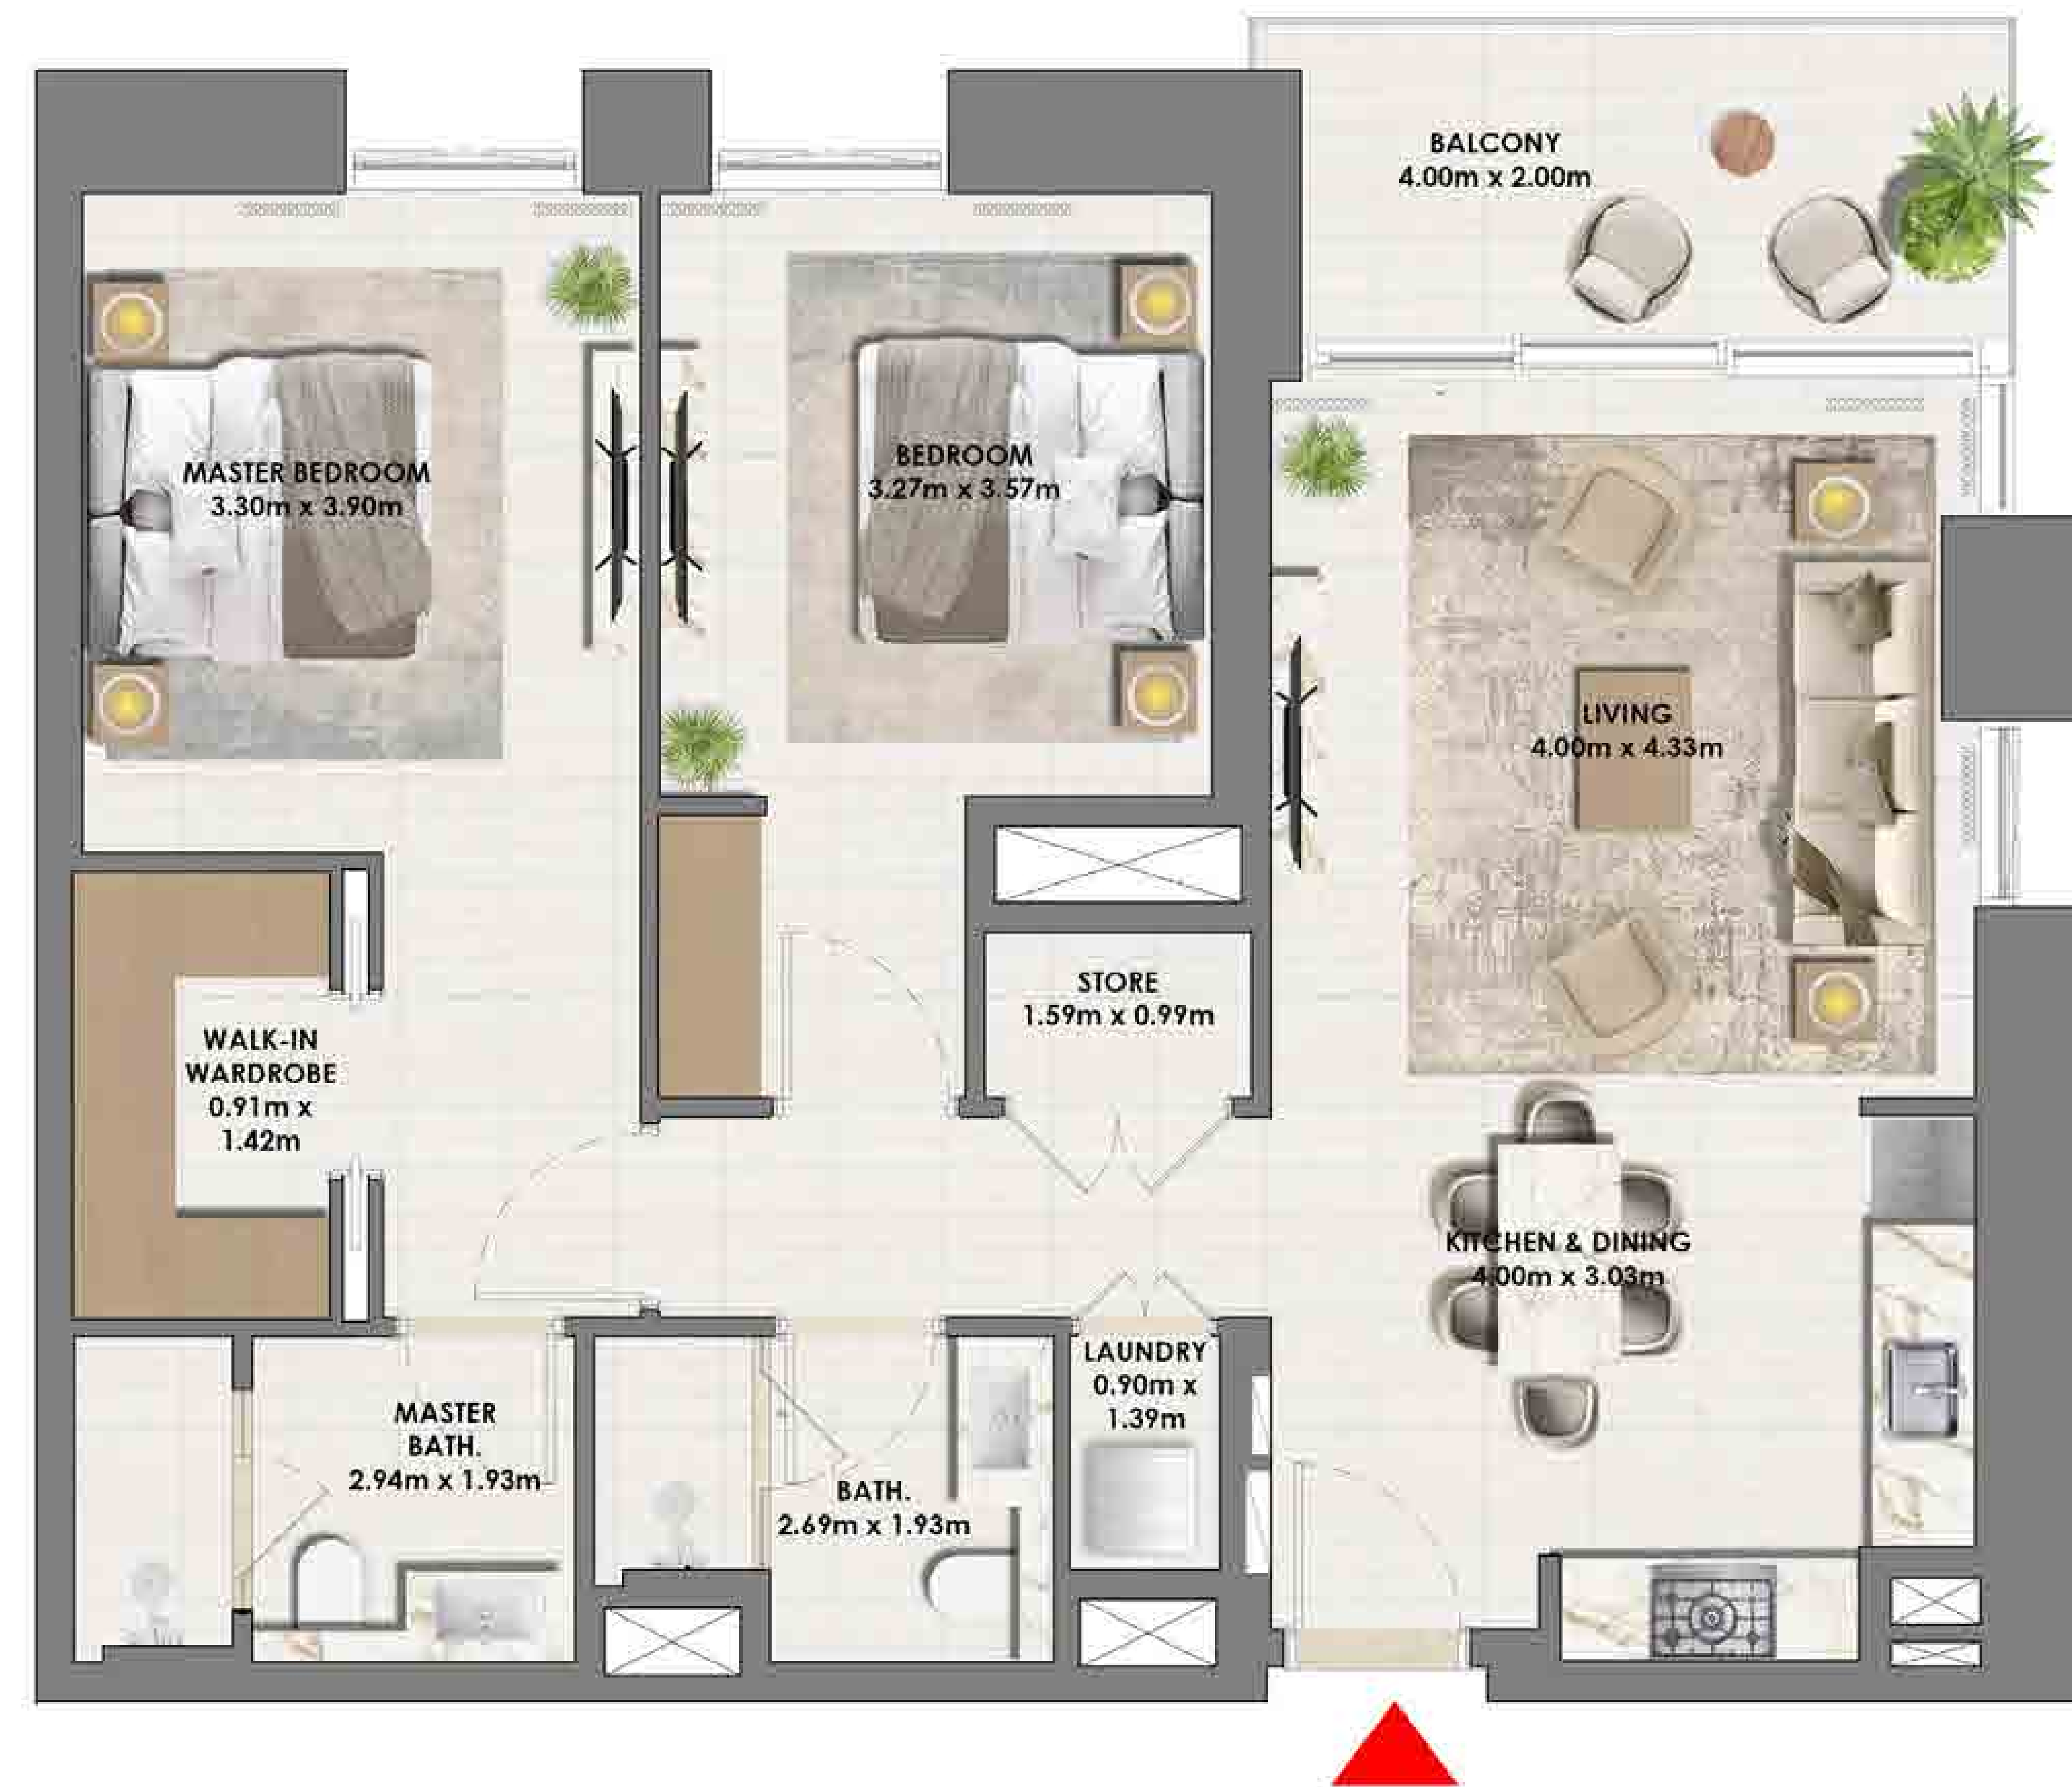 BALCONY
4.00m x 2.00m
MASTER BEDROOM
3.30m x 3.90m
BEDROOM
3.27m x 3.57m
LIVING
4.00m x 4.33m
STORE
1.59m x 0.99m
WALK-IN
WARDROBE
0.91m x
1.42m
KITCHEN & DINING
4.00m x 3.03m
MASTER
BATH.
2.94m x 1.93m
BATH.
2.69m x 1.93m
LAUNDRY
0.90m x
1.39m